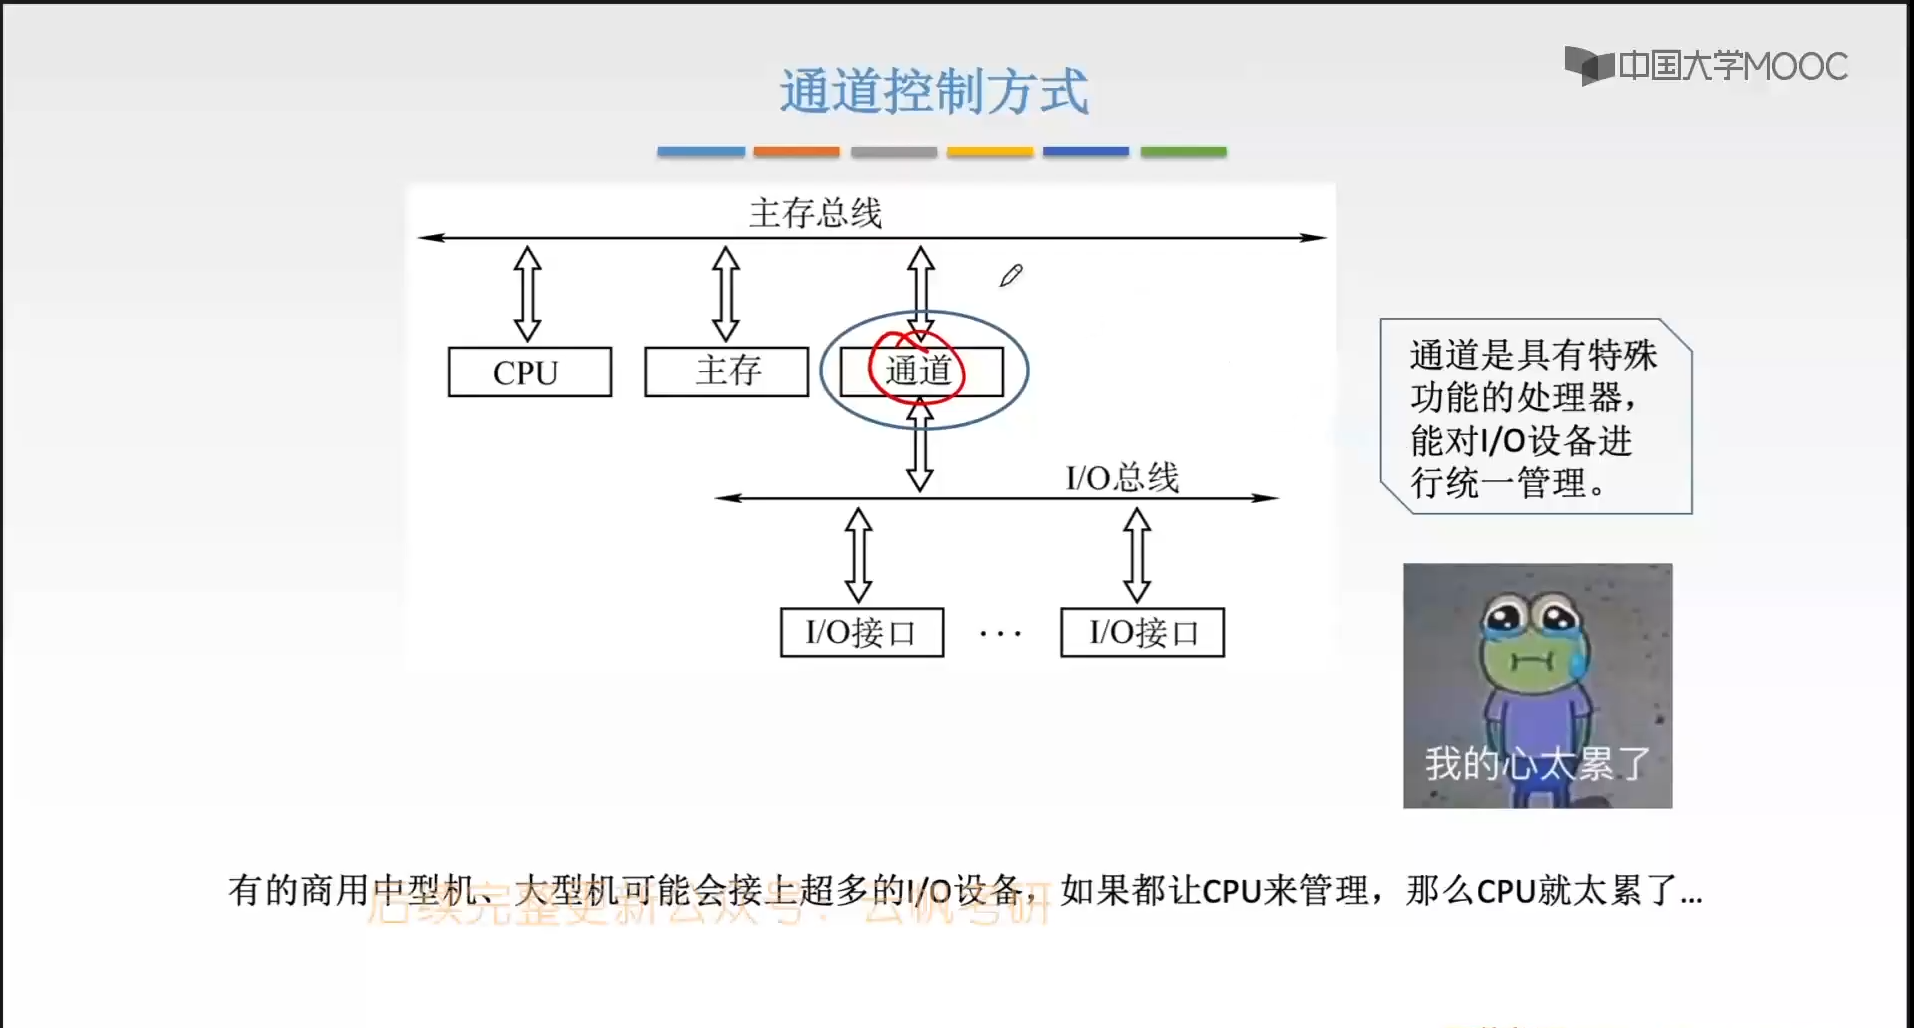 中国大学MOOC
通道控制方式
主存总线
CPU
主存
通道
I/O总线
I/O接口
...
I/O接口
通道是具有特殊
功能的处理器，
能对I/O设备进
行统一管理。
我的心太累了
有的商用中型机、大型机可能会接上超多的I/O设备，如果都让CPU来管理，那么CPU就太累了...
后续完整更新公众号：云帆考研